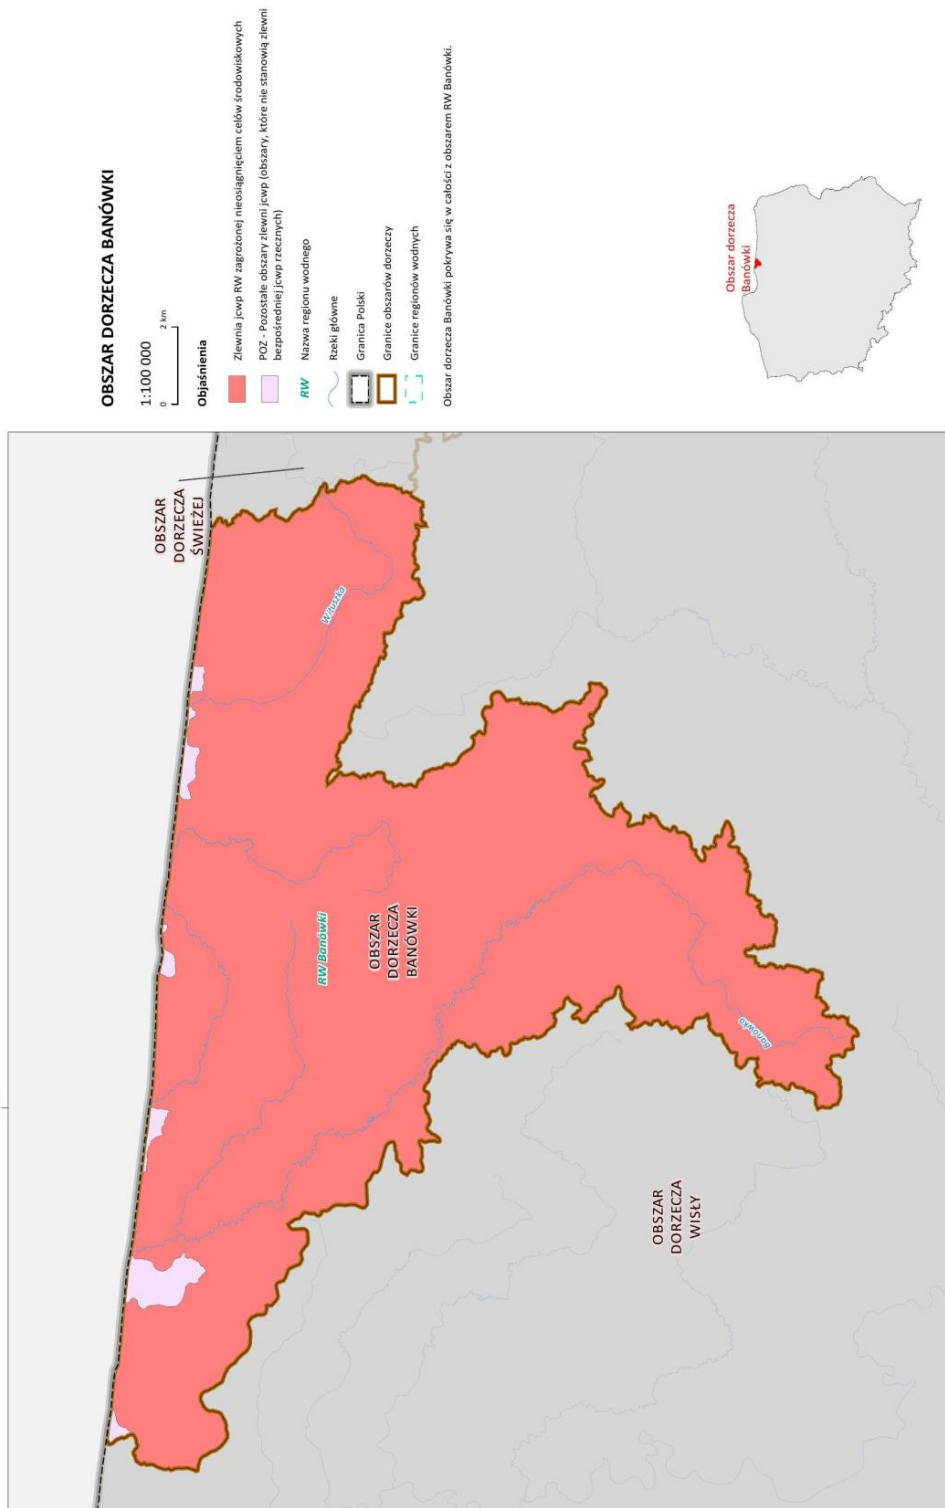 OBSZAR DORZECZA BANÓWKI
1:100 000
0 2 km
Objaśnienia
Zlewnia jcwp RW zagrożonej nieosiągnięciem celów środowiskowych
POZ - Pozostałe obszary zlewni jcwp (obszary, które nie stanowią zlewni
bezpośredniej jcwp rzecznych)
RW Nazwa regionu wodnego
Rzeki główne
Granica Polski
Granice obszarów dorzeczy
Granice regionów wodnych
Obszar dorzecza Banówki pokrywa się w całości z obszarem RW Banówki.
Obszar dorzecza
Banówki
OBSZAR
DORZECZA
ŚWIEŻEJ
Wituszka
RW Banówki
OBSZAR
DORZECZA
BANÓWKI
Banówka
OBSZAR
DORZECZA
WISŁY